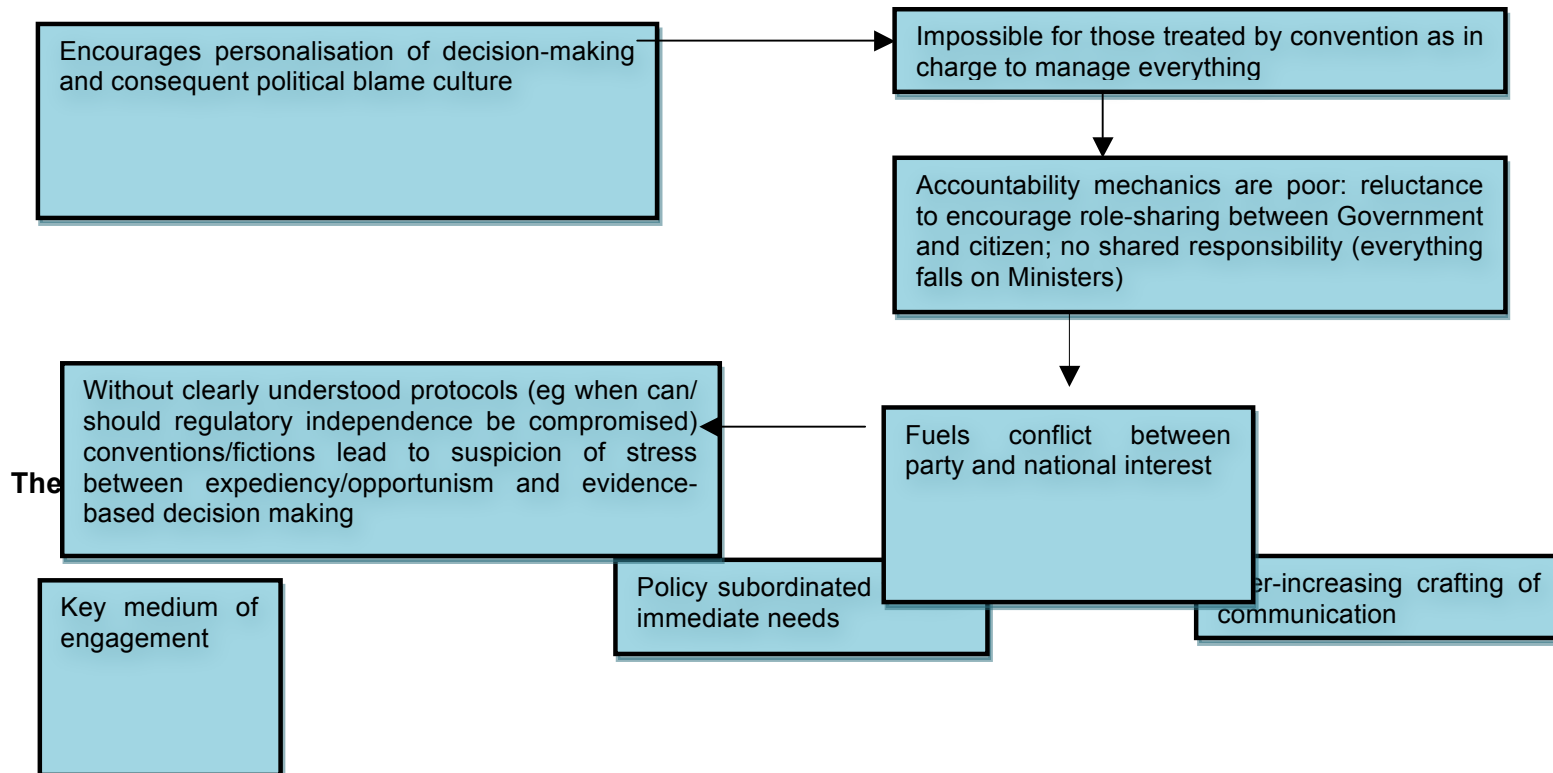 Encourages personalisation of decision-making
and consequent political blame culture
Impossible for those treated by convention as in
charge to manage everything
Accountability mechanics are poor: reluctance
to encourage role-sharing between Government
and citizen; no shared responsibility (everything
falls on Ministers)
Without clearly understood protocols (eg when can/
should regulatory independence be compromised)
conventions/fictions lead to suspicion of stress
between expediency/opportunism and evidence-
based decision making
Fuels conflict between
party and national interest
The
Key medium of
engagement
Policy subordinated
immediate needs
increasing crafting of
communication